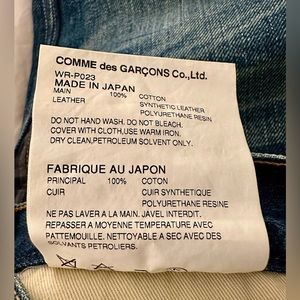 COMME des GARÇONS Co.,Ltd.
WR-P023
MADE IN JAPAN
MAIN 100% COTTON
LEATHER SYNTHETIC LEATHER
POLYURETHANE RESIN
DO NOT HAND WASH. DO NOT BLEACH.
COVER WITH CLOTH,USE WARM IRON.
DRY CLEAN,PETROLEUM SOLVENT ONLY.
FABRIQUE AU JAPON
PRINCIPAL 100% COTON
CUIR CUIR SYNTHETIQUE
POLYURETHANE RESINE
NE PAS LAVER A LA MAIN. JAVEL INTERDIT.
REPASSER A MOYENNE TEMPERATURE AVEC
PATTEMOUILLE. NETTOYABLE A SEC AVEC DES
SOLVANTS PETROLIERS.